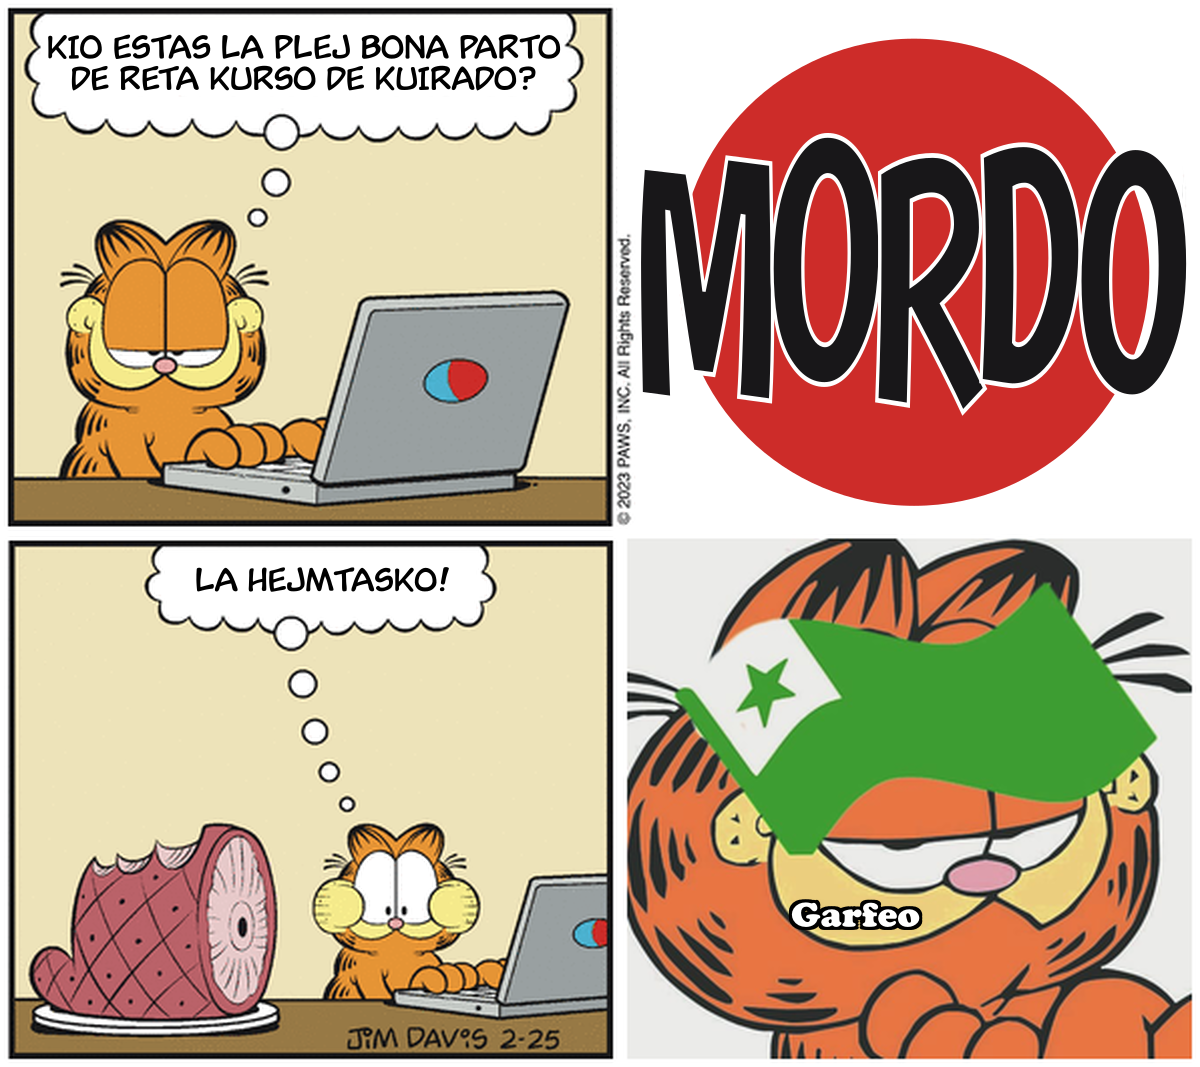 KIO ESTAS LA PLEJ BONA PARTO
DE RETA KURSO DE KUIRADO?
© 2023 PAWS, INC. All Rights Reserved.
MORDO
LA HEJMTASKO!
JiM DAViS 2-25
Garfeo